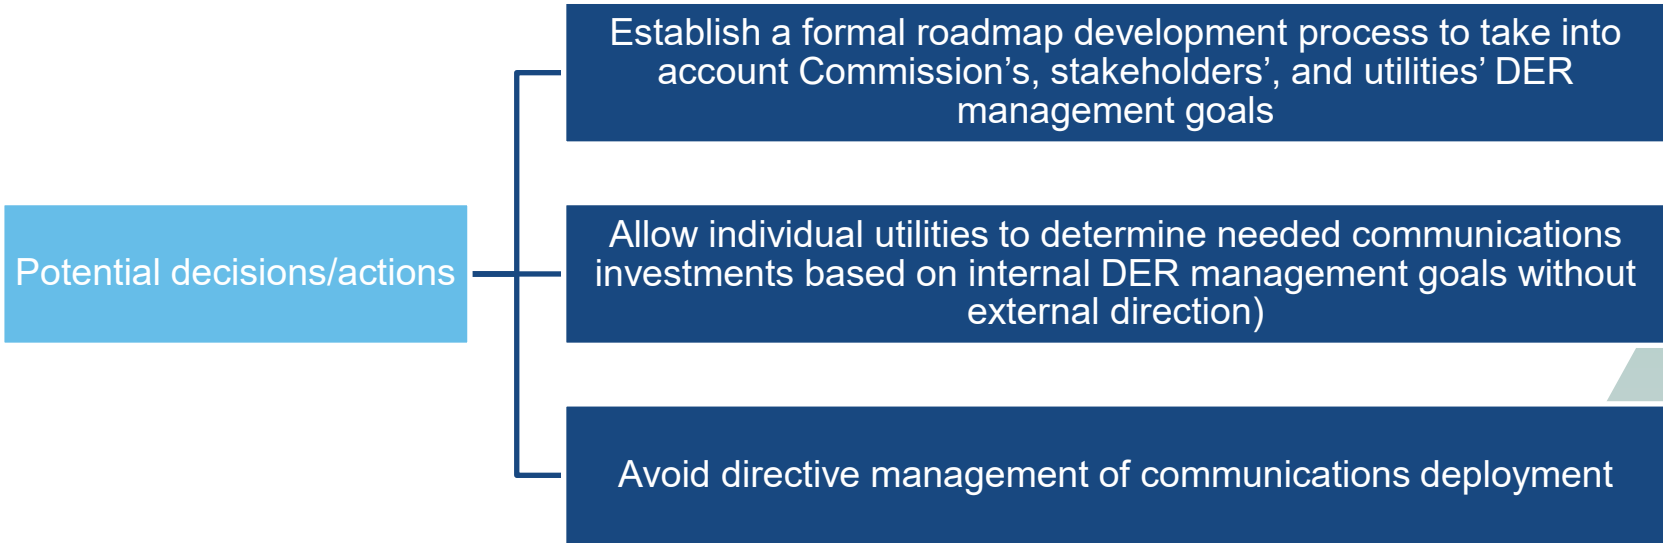 Establish a formal roadmap development process to take into
account Commission’s, stakeholders’, and utilities’ DER
management goals
Potential decisions/actions
Allow individual utilities to determine needed communications
investments based on internal DER management goals without
external direction)
Avoid directive management of communications deployment